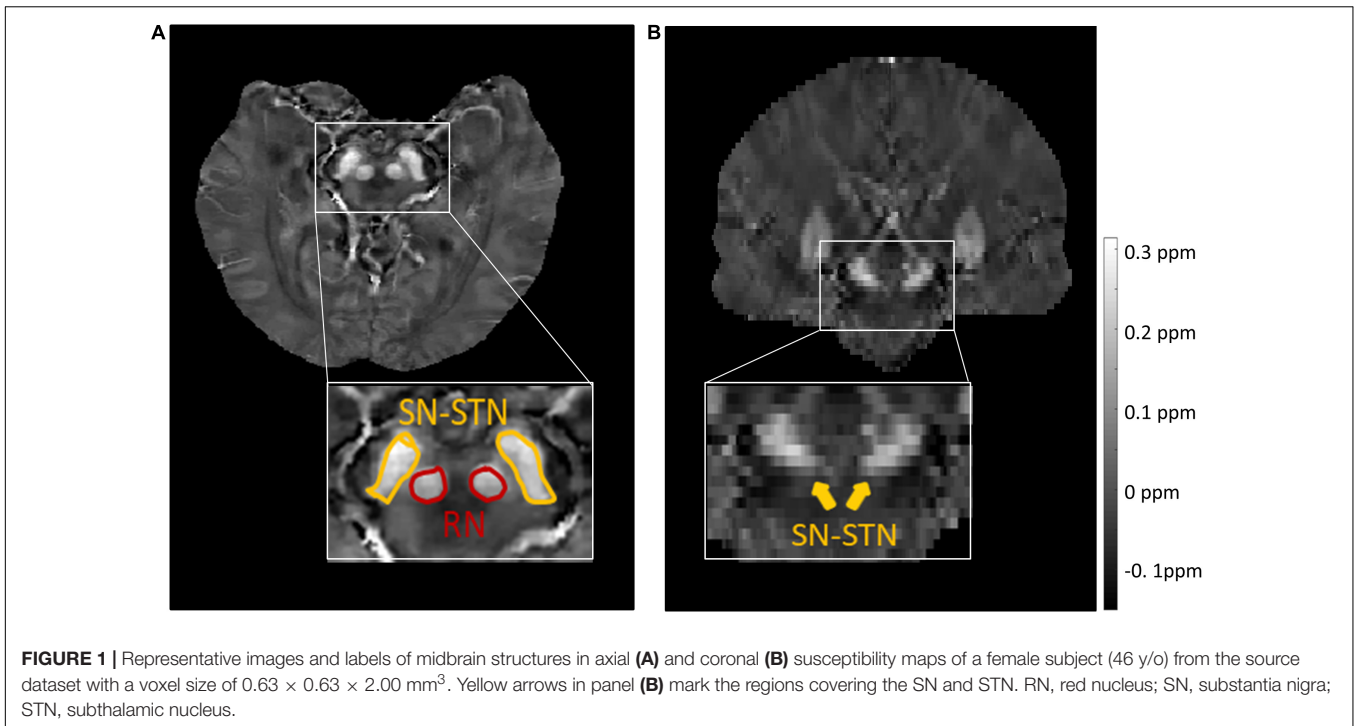 A
B
SN-STN
RN
SN-STN
0.3 ppm
0.2 ppm
0.1 ppm
0 ppm
-0. 1ppm
FIGURE 1 | Representative images and labels of midbrain structures in axial (A) and coronal (B) susceptibility maps of a female subject (46 y/o) from the source
dataset with a voxel size of 0.63 × 0.63 × 2.00 mm³. Yellow arrows in panel (B) mark the regions covering the SN and STN. RN, red nucleus; SN, substantia nigra;
STN, subthalamic nucleus.